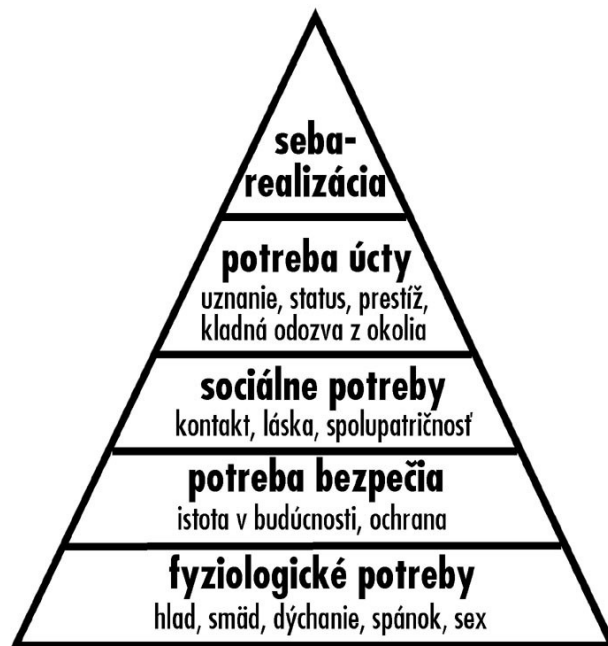 seba-
realizácia
potreba úcty
uznanie, status, prestíž,
kladná odozva z okolia
sociálne potreby
kontakt, láska, spolupatričnosť
potreba bezpečia
istota v budúcnosti, ochrana
fyziologické potreby
hlad, smäd, dýchanie, spánok, sex